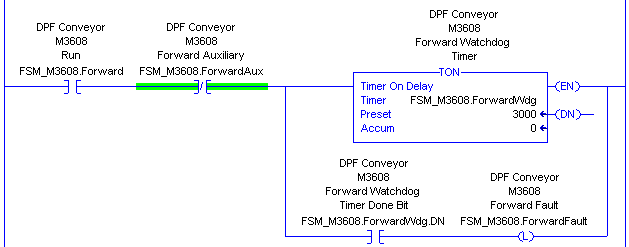 DPF Conveyor
M3608
Run
FSM_M3608.Forward
DPF Conveyor
M3608
Forward Auxiliary
FSM_M3608.ForwardAux
/
DPF Conveyor
M3608
Forward Watchdog
Timer
TON
Timer On Delay
Timer FSM_M3608.ForwardWdg
Preset 3000
Accum 0
EN
DN
DPF Conveyor
M3608
Forward Watchdog
Timer Done Bit
FSM_M3608.ForwardWdg.DN
DPF Conveyor
M3608
Forward Fault
FSM_M3608.ForwardFault
L